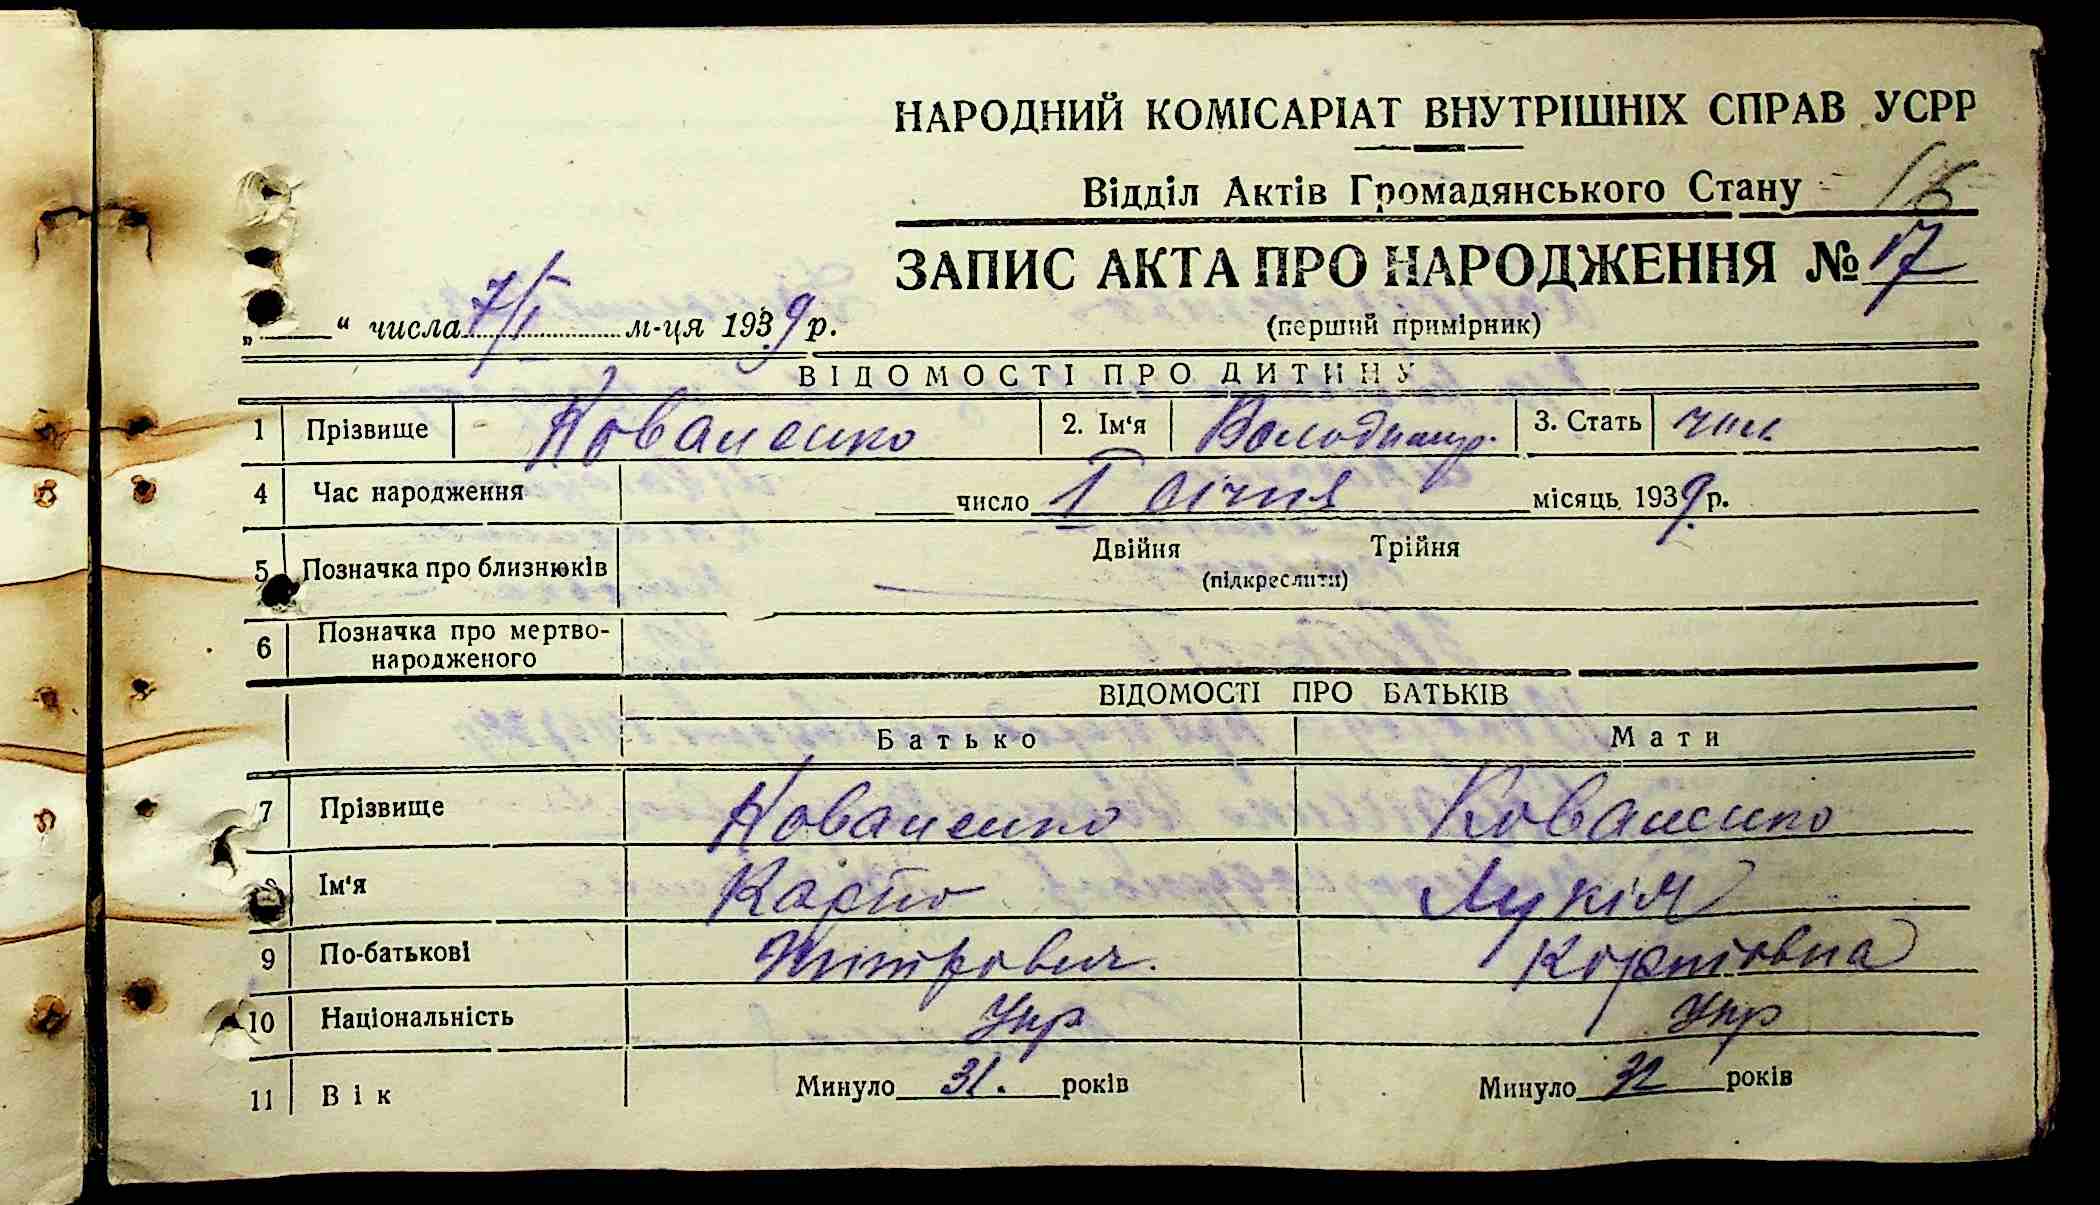 НАРОДНИЙ КОМІСАРІАТ ВНУТРІШНІХ СПРАВ УСРР
Відділ Актів Громадянського Стану
ЗАПИС АКТА ПРО НАРОДЖЕННЯ № 17
„ “ числа 7/I м-ця 1939 р.
(перший примірник)
ВІДОМОСТІ ПРО ДИТИНУ
1 Прізвище Коваленко 2. Ім‘я Володимир. 3. Стать чол.
4 Час народження число I січня місяць 1939 р.
5 Позначка про близнюків Двійня Трійня
(підкреслити)
6 Позначка про мертво-
народженого
ВІДОМОСТІ ПРО БАТЬКІВ
Батько Мати
7 Прізвище Коваленко Коваленко
Ім‘я Карпо Лукія
9 По-батькові Карповна
10 Національність Укр Укр
11 Вік Минуло 31. років Минуло 32 років